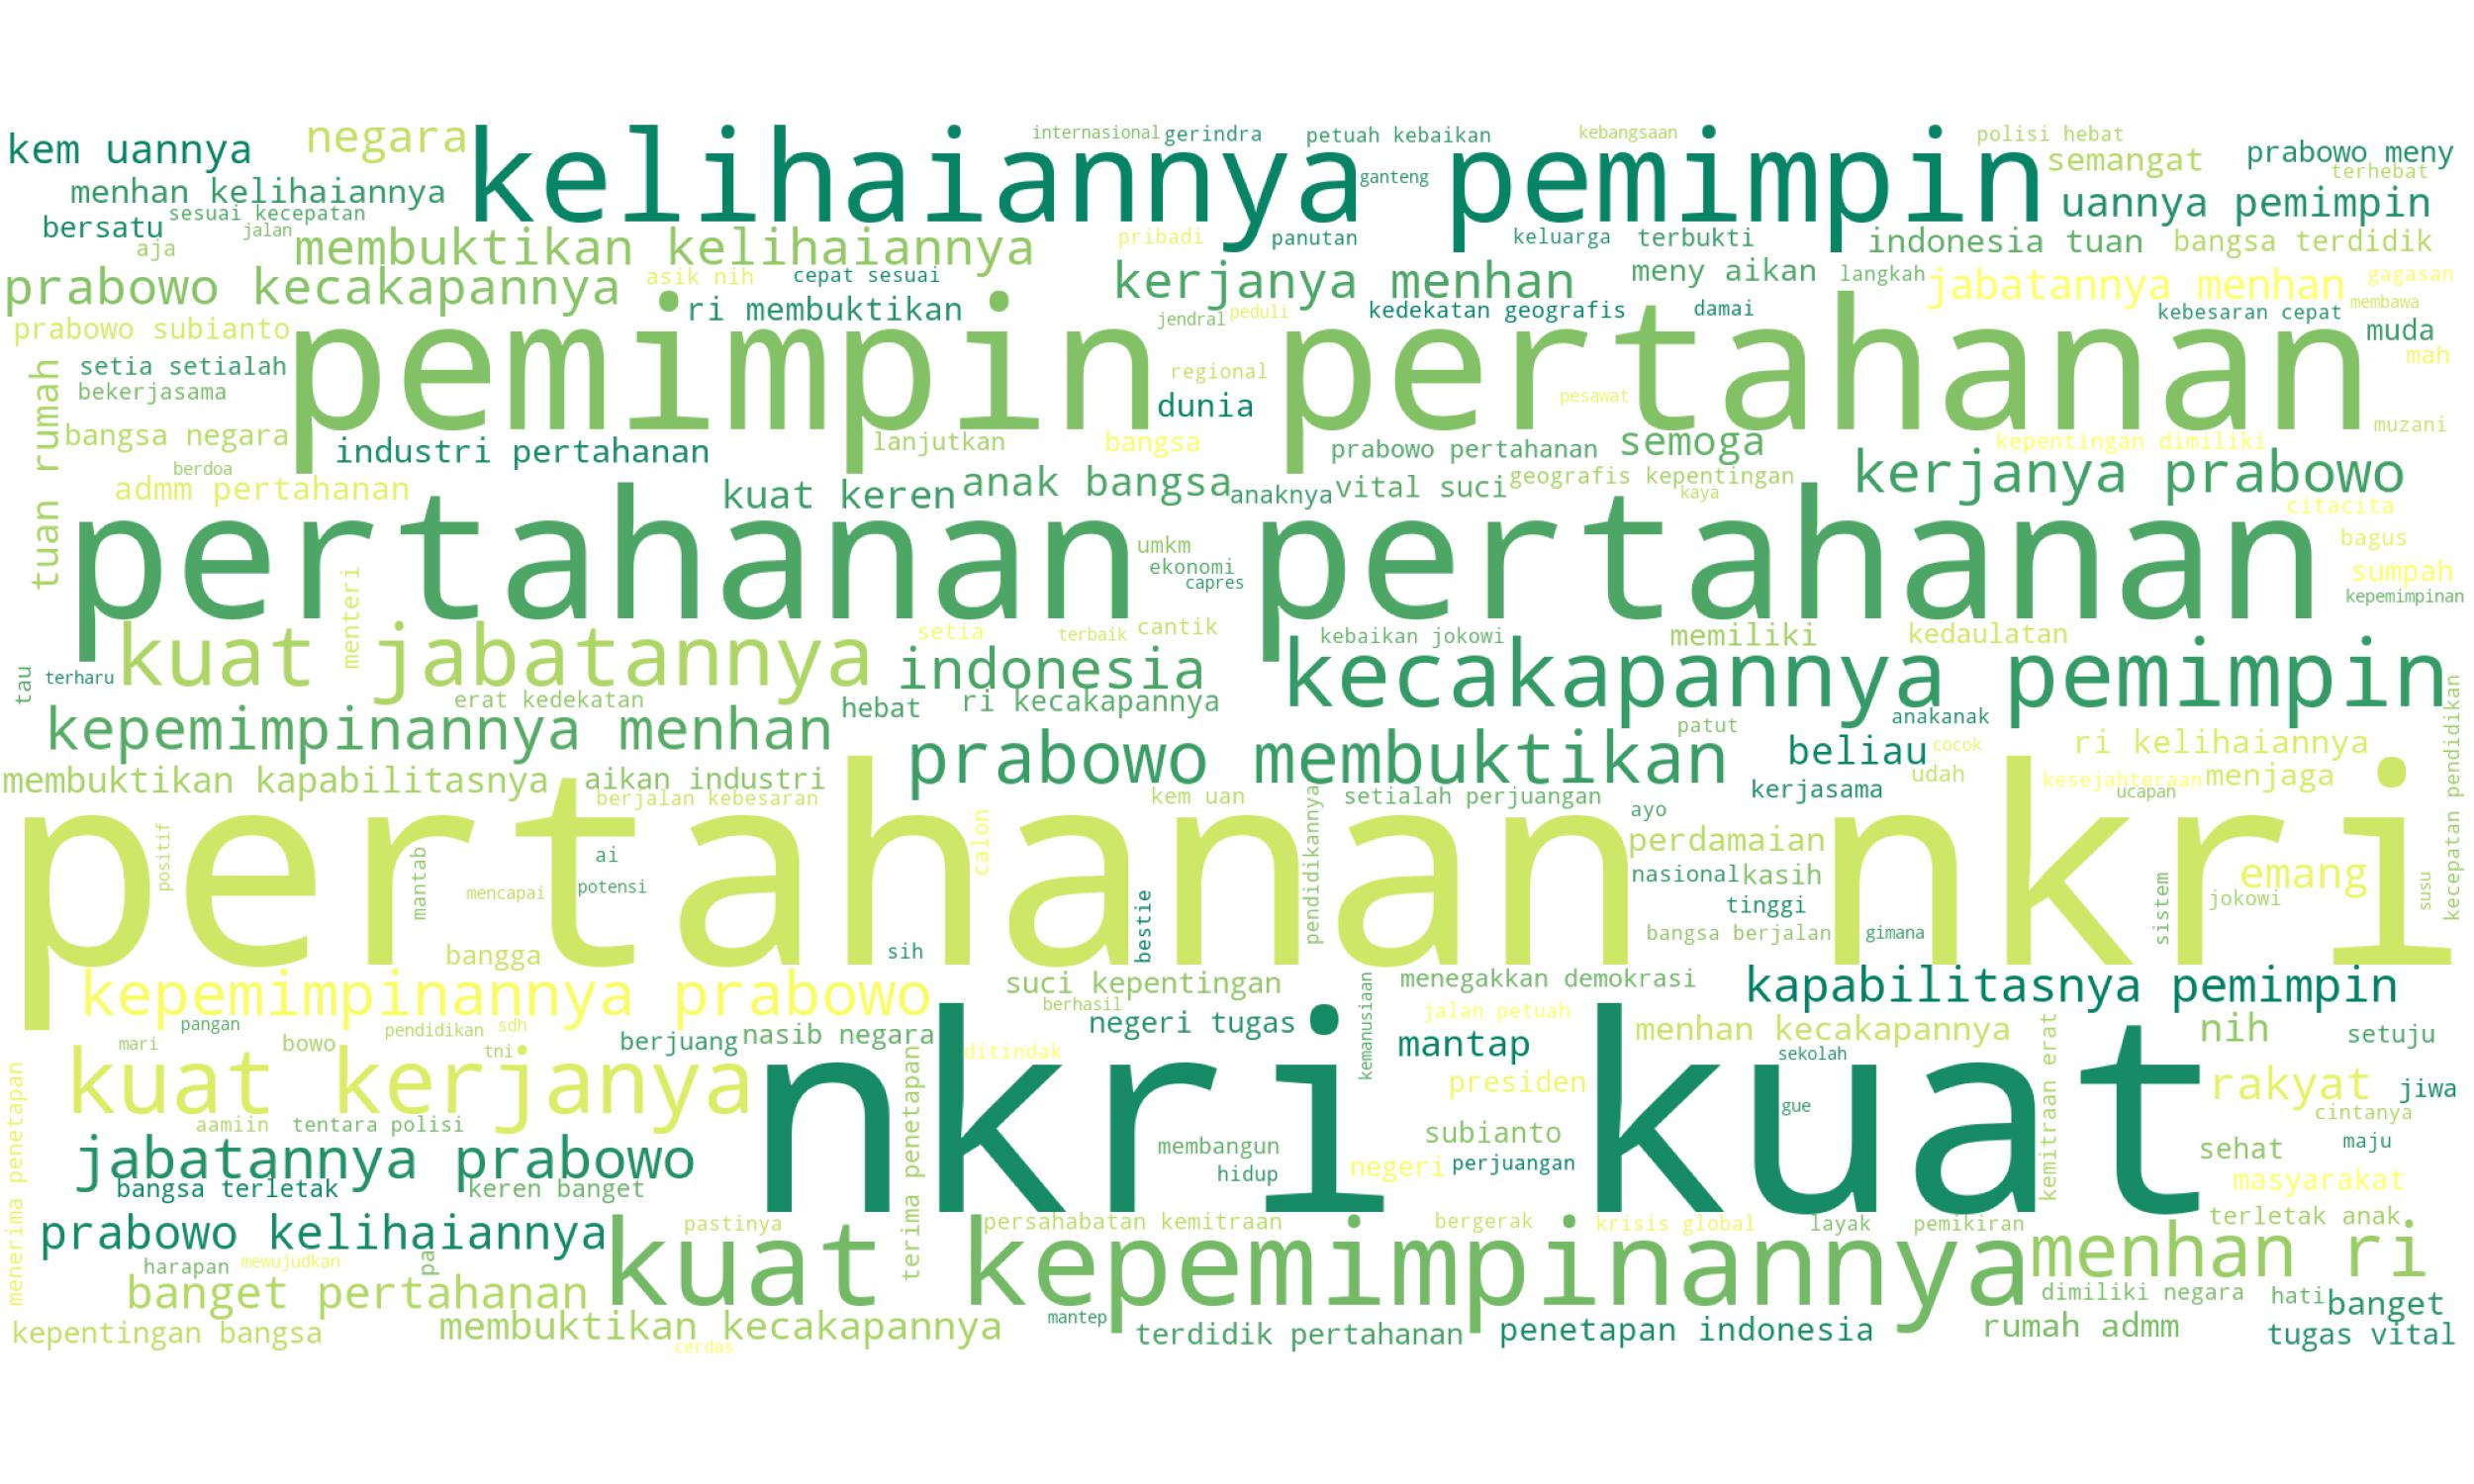 kelihaiannya pemimpin
kem uannya
negara
internasional
gerindra
petuah kebaikan
kebangsaan
polisi hebat
semangat
prabowo meny
terhebat
menhan kelihaiannya
ganteng
uannya pemimpin
bersatu
sesuai kecepatan
jalan
aja
membuktikan kelihaiannya
pribadi
panutan
keluarga
terbukti
indonesia tuan
bangsa terdidik
prabowo kecakapannya
asik nih
cepat sesuai
kerjanya menhan
meny aikan
langkah
jabatannya menhan
gagasan
membawa
prabowo subianto
ri membuktikan
jendral
peduli
kedekatan geografis
damai
kebesaran cepat
muda
mah
pemimpin pertahanan
setia setialah
bekerjasama
regional
dunia
pesawat
tuan rumah
bangsa negara
industri pertahanan
lanjutkan
bangsa
prabowo pertahanan
semoga
kepentingan dimiliki
muzani
berdoa
admm pertahanan
kuat keren
anak bangsa
anaknya
vital suci
geografis kepentingan
kaya
kerjanya prabowo
citacita
pertahanan pertahanan
umkm
ekonomi
capres
bagus
sumpah
kepemimpinan
menteri
kuat jabatannya
setia
terbaik
cantik
kebaikan jokowi
memiliki
kedaulatan
tau
terharu
indonesia
kecakapannya pemimpin
erat kedekatan
hebat
ri kecakapannya
kepemimpinannya menhan
patut
anakanak
prabowo membuktikan
beliau
cocok
ri kelihaiannya
kecepatan pendidikan
membuktikan kapabilitasnya
aikan industri
udah
kesejahteraan
menjaga
ucapan
berjalan kebesaran
kem uan
setialah perjuangan
kerjasama
ayo
pertahanan nkri
positif
mantab
ai
potensi
mencapai
calon
pendidikannya
perdamaian
nasional
kasih
tinggi
bangsa berjalan
gimana
sistem
emang
jokowi
susu
bestie
bangga
sih
kepemimpinannya prabowo
suci kepentingan
berhasil
kemanusiaan
menegakkan demokrasi
kapabilitasnya pemimpin
pangan
mari
bowo
pendidikan
sdh
tni
berjuang
nasib negara
negeri tugas
jalan petuah
mantap
menhan kecakapannya
nih
setuju
ditindak
sekolah
kemitraan erat
kuat kerjanya
nkri kuat
presiden
gue
rakyat
jiwa
cintanya
menerima penetapan
aamiin
tentara polisi
terima penetapan
membangun
hidup
subianto
negeri
perjuangan
sehat
maju
jabatannya prabowo
bangsa terletak
keren banget
masyarakat
prabowo kelihaiannya
pa
pastinya
persahabatan kemitraan
bergerak
krisis global
layak
pemikiran
terletak anak
harapan
mewujudkan
kuat kepemimpinannya
menhan ri
banget pertahanan
dimiliki negara
hati
banget
kepentingan bangsa
membuktikan kecakapannya
cerdas
mantep
terdidik pertahanan
penetapan indonesia
rumah admm
tugas vital